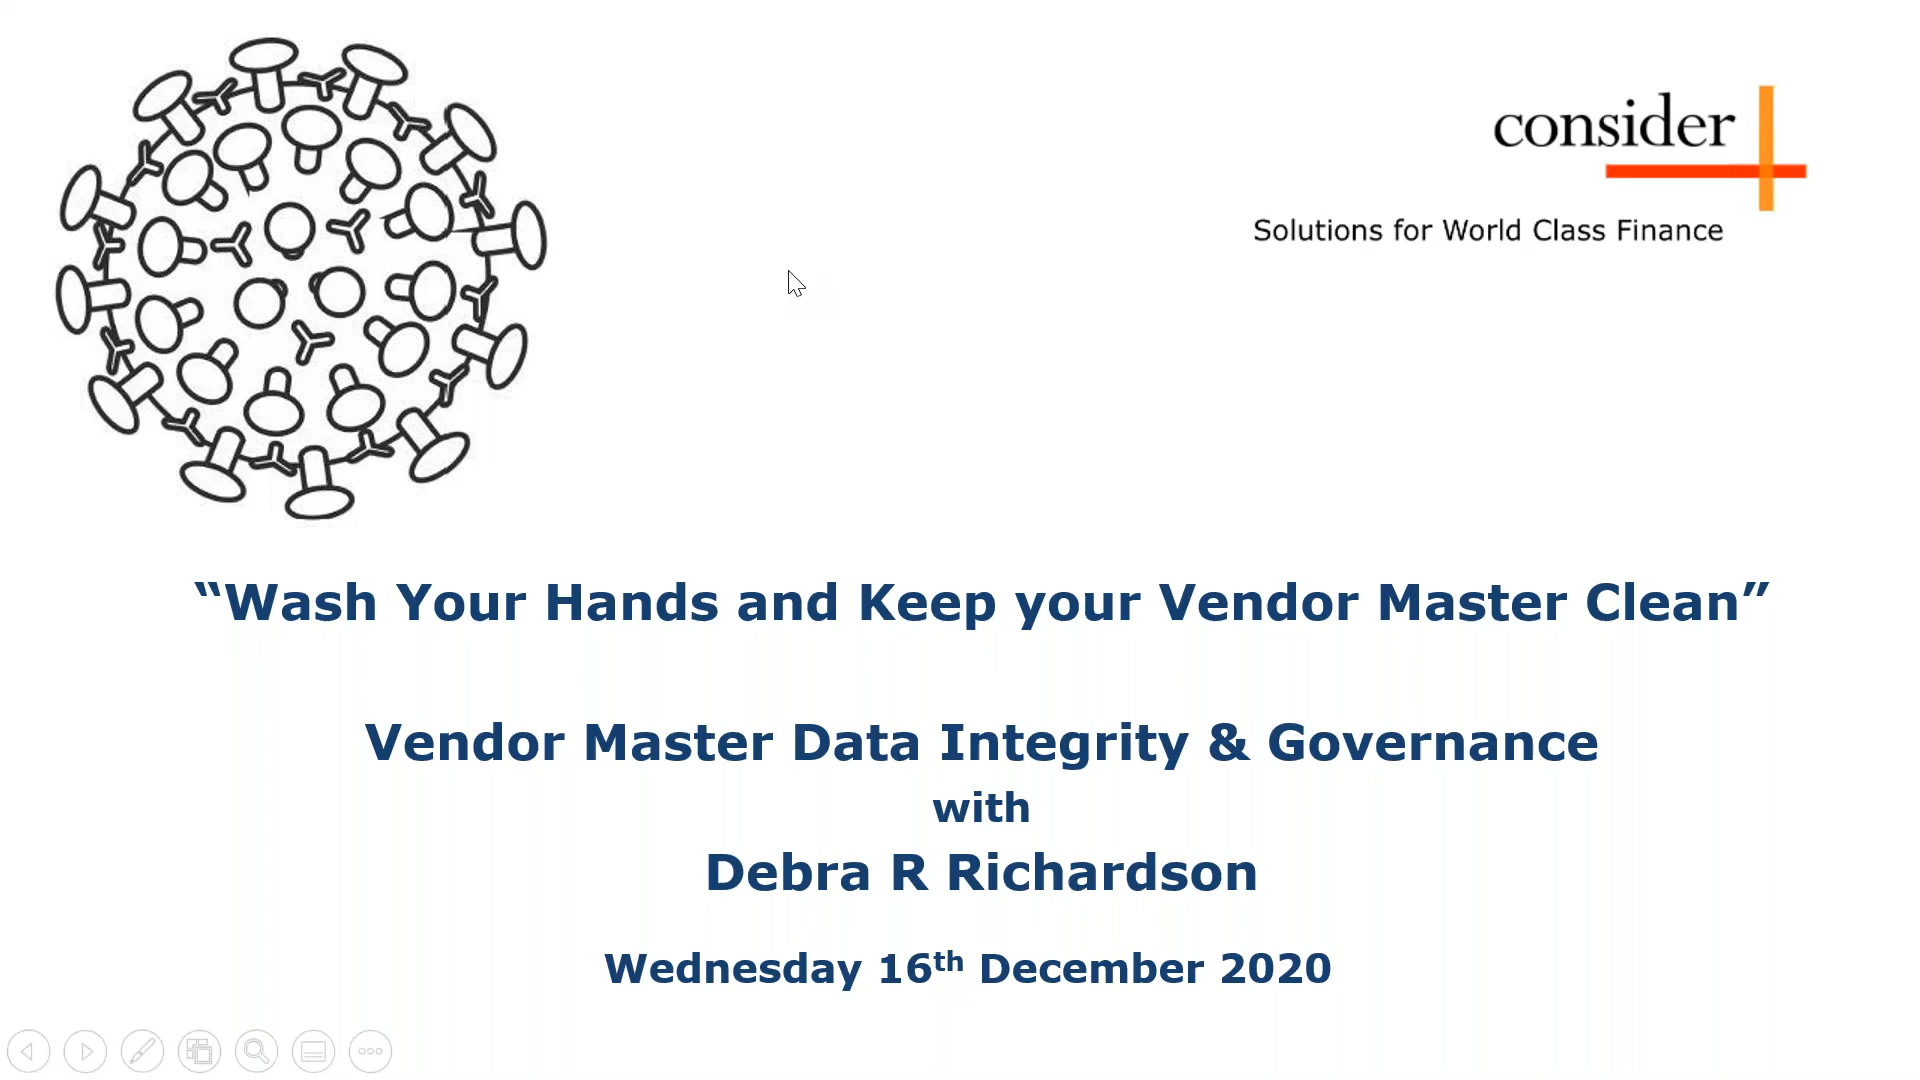 consider
Solutions for World Class Finance
“Wash Your Hands and Keep your Vendor Master Clean”
Vendor Master Data Integrity & Governance
with
Debra R Richardson
Wednesday 16th December 2020